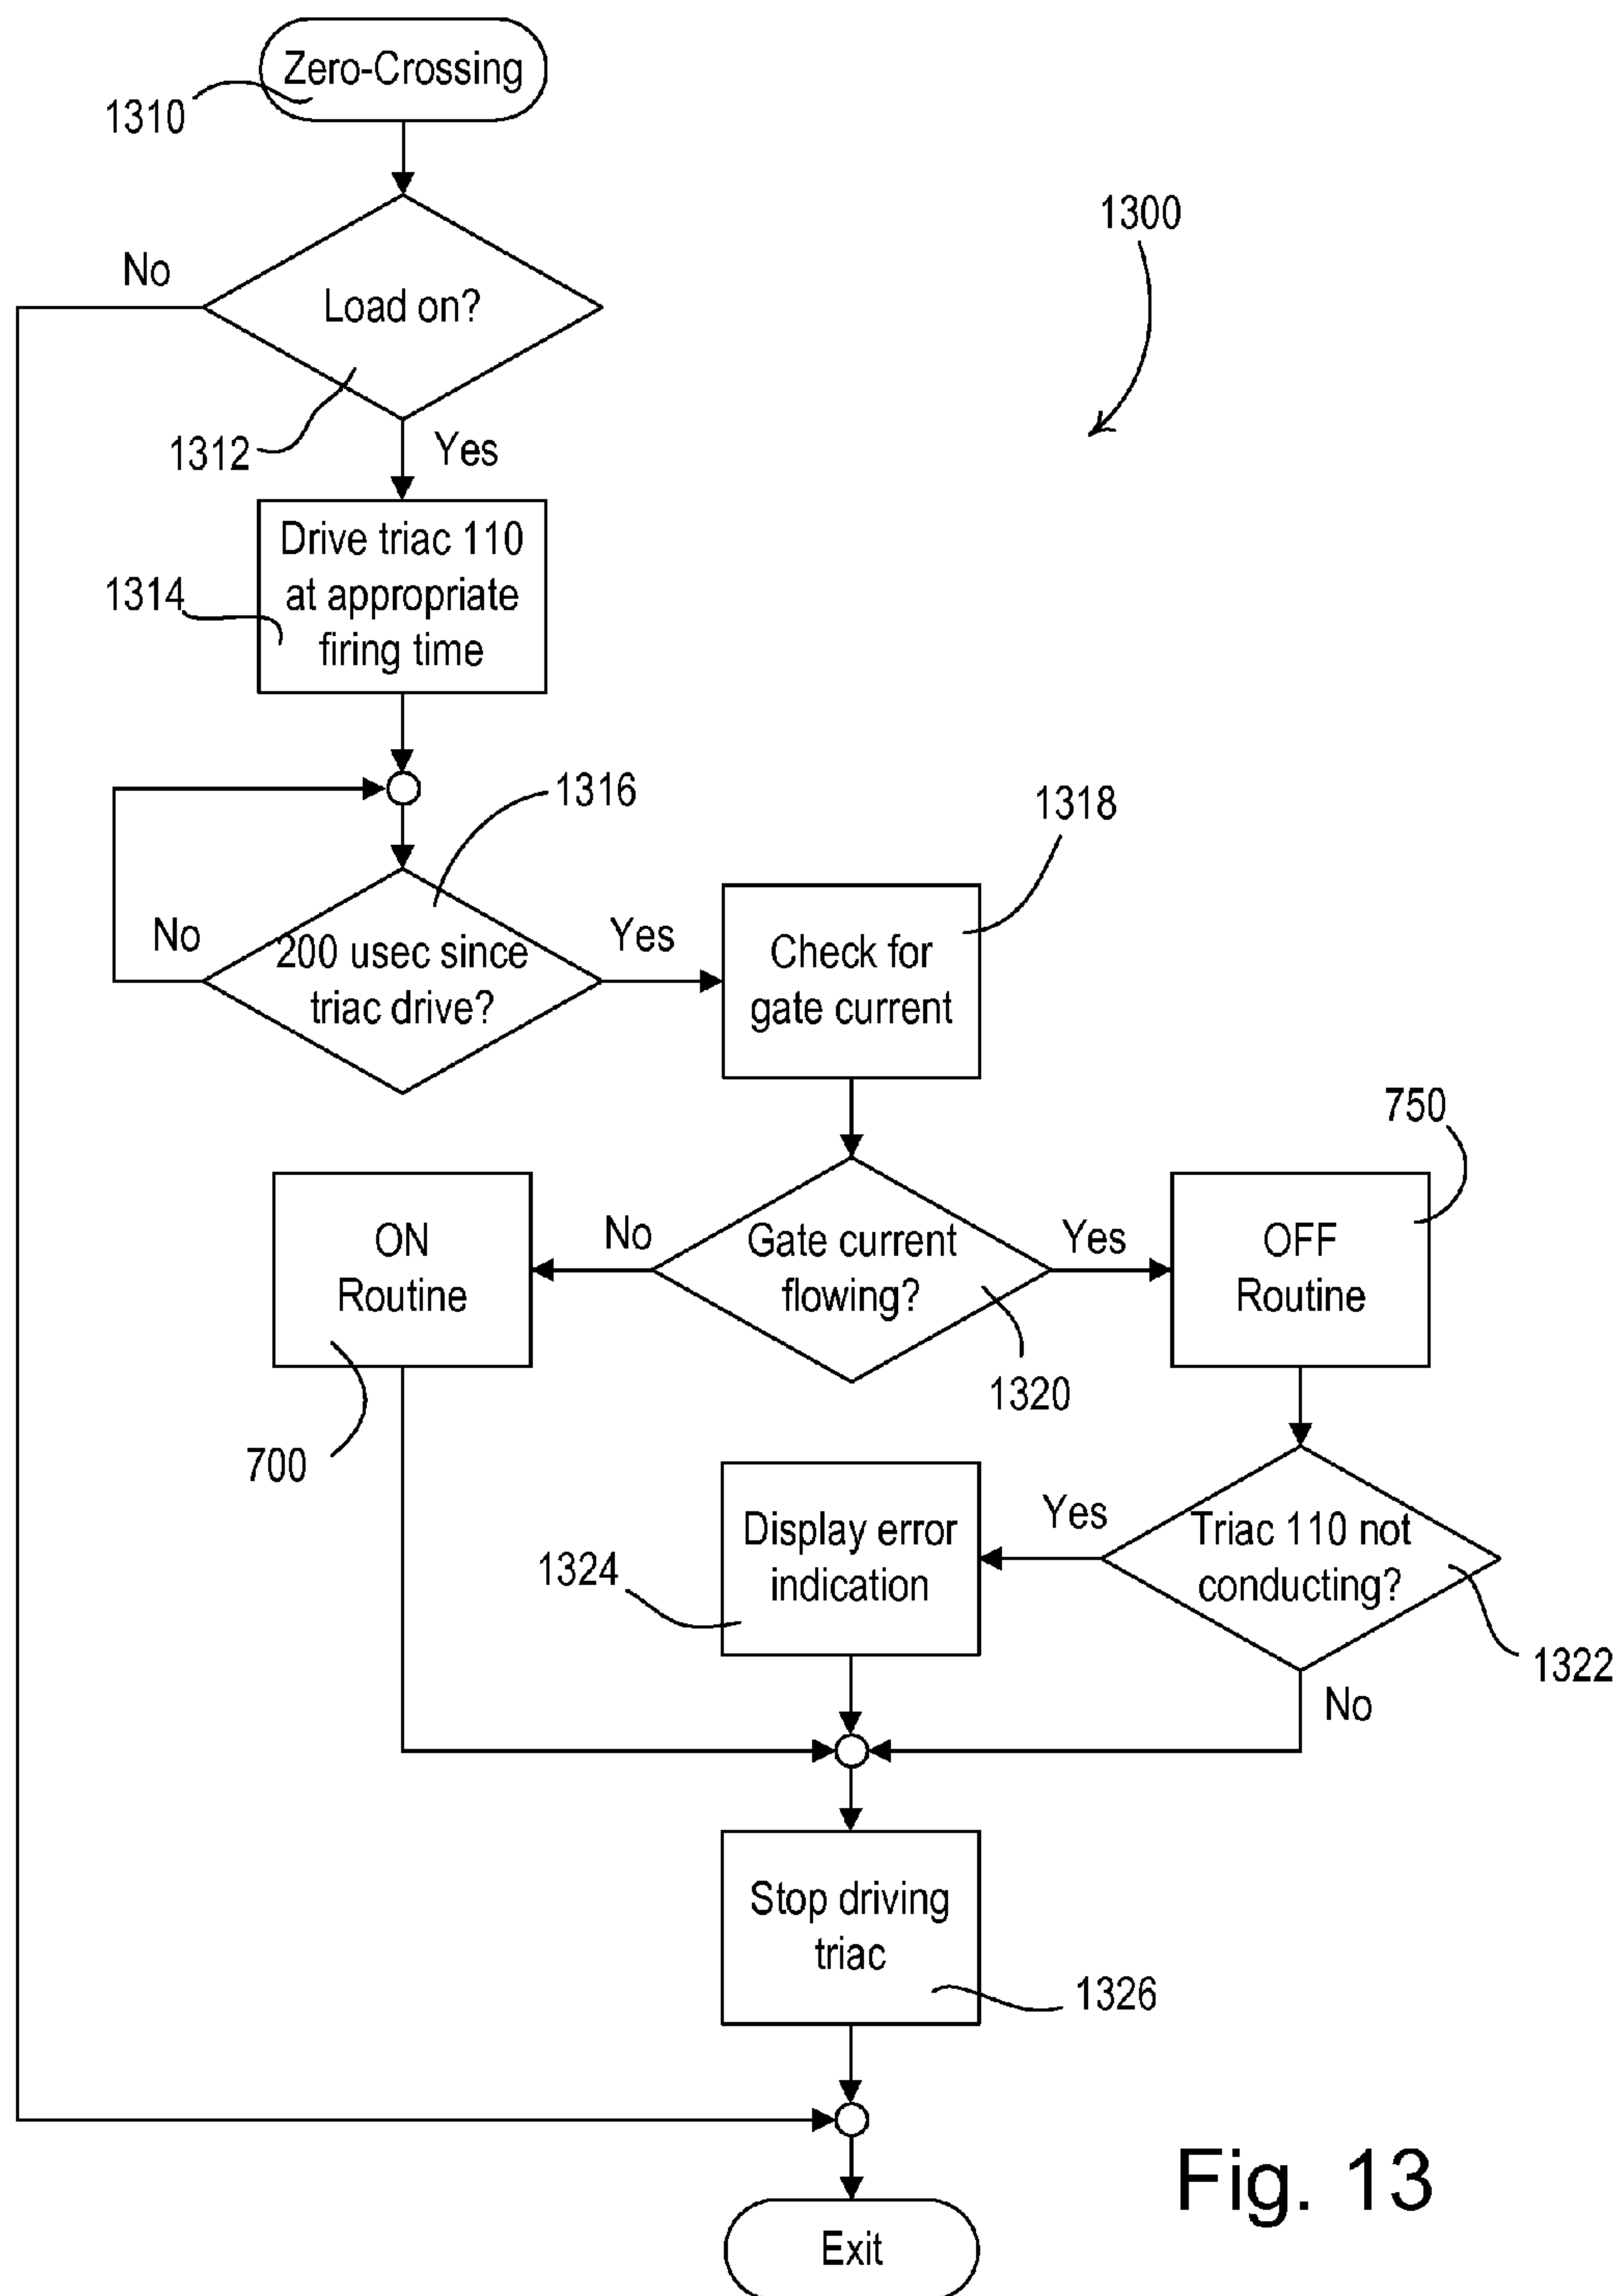 Zero-Crossing
1310
1300
No
Load on?
1312
Yes
Drive triac 110
at appropriate
firing time
1314
1316
1318
No
200 usec since
triac drive?
Yes
Check for
gate current
750
ON
Routine
No
Gate current
flowing?
Yes
OFF
Routine
1320
700
Display error
indication
Yes
Triac 110 not
conducting?
1324
1322
No
Stop driving
triac
1326
Fig. 13
Exit